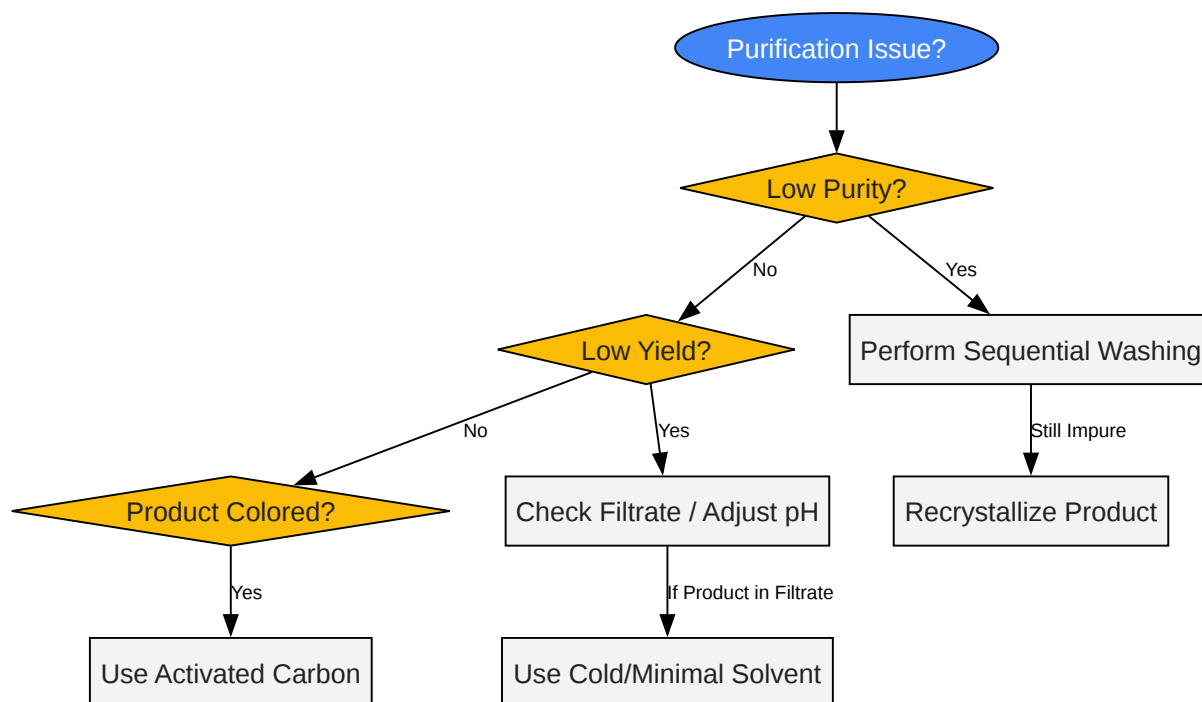 Purification Issue?
Low Purity?
No
Yes
Low Yield?
Perform Sequential Washing
No
Yes
Still Impure
Product Colored?
Check Filtrate / Adjust pH
Recrystallize Product
Yes
If Product in Filtrate
Use Activated Carbon
Use Cold/Minimal Solvent